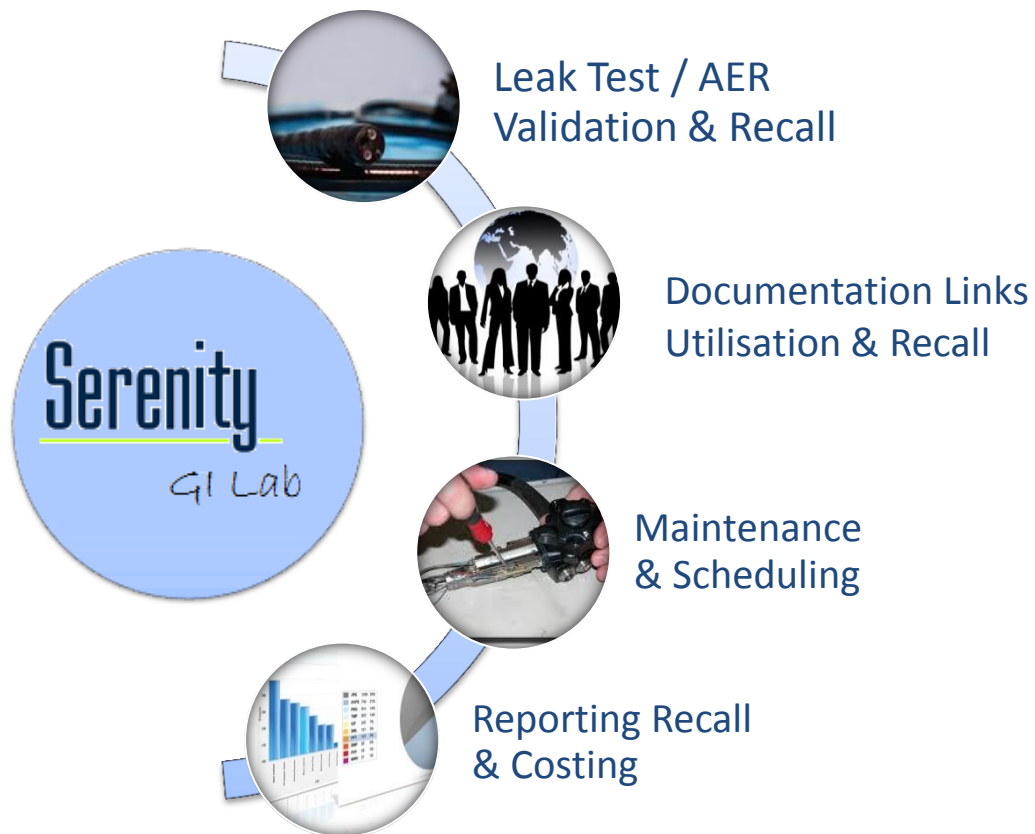 Leak Test / AER
Validation & Recall
Documentation Links
Utilisation & Recall
Serenity
GI Lab
Maintenance
& Scheduling
Reporting Recall
& Costing